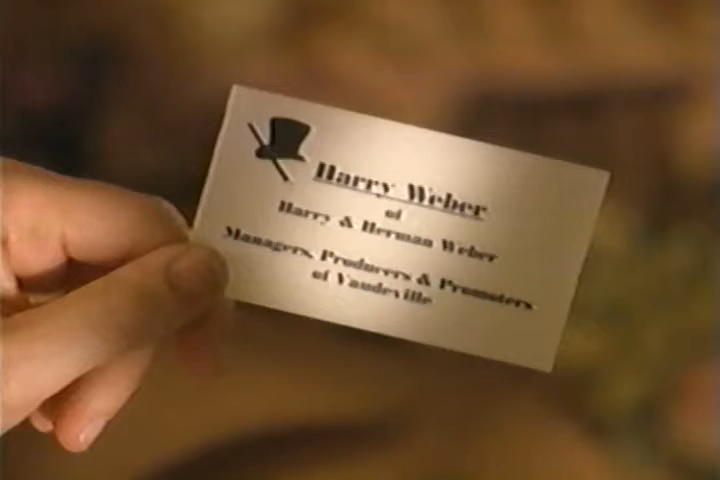 Harry Weber
of
Harry & Herman Weber
Managers, Producers & Promoters
of Vaudeville